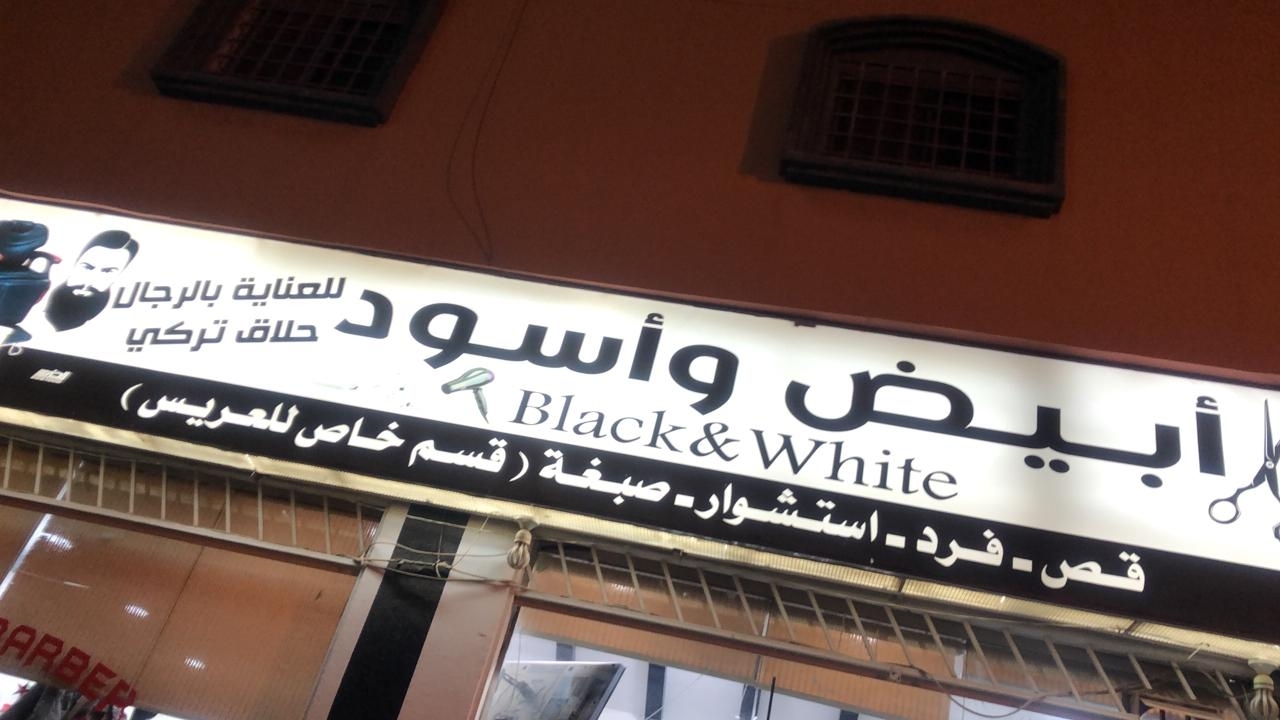 أبيض وأسود
للعناية بالرجال
حلاق تركي
Black&White
قص - فرد - استشوار - صبغة ( قسم خاص للعريس )
BARBER